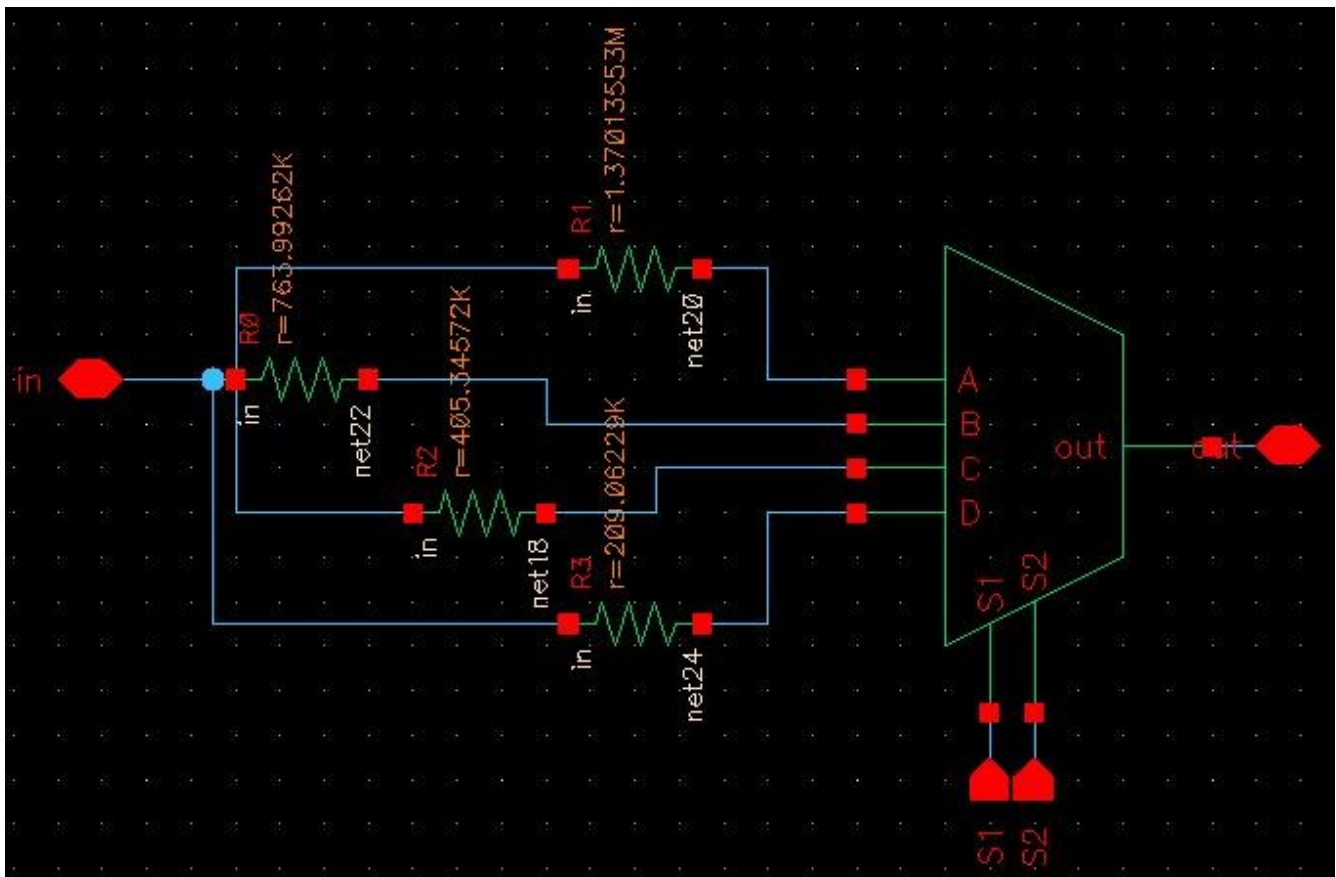 R1
r=1.37013553M
in
net20
R0
r=763.99262K
in
net22
in
R2
r=405.34572K
in
net18
R3
r=209.06229K
in
net24
A
B
C
D
out
out
S1
S2
S1
S2